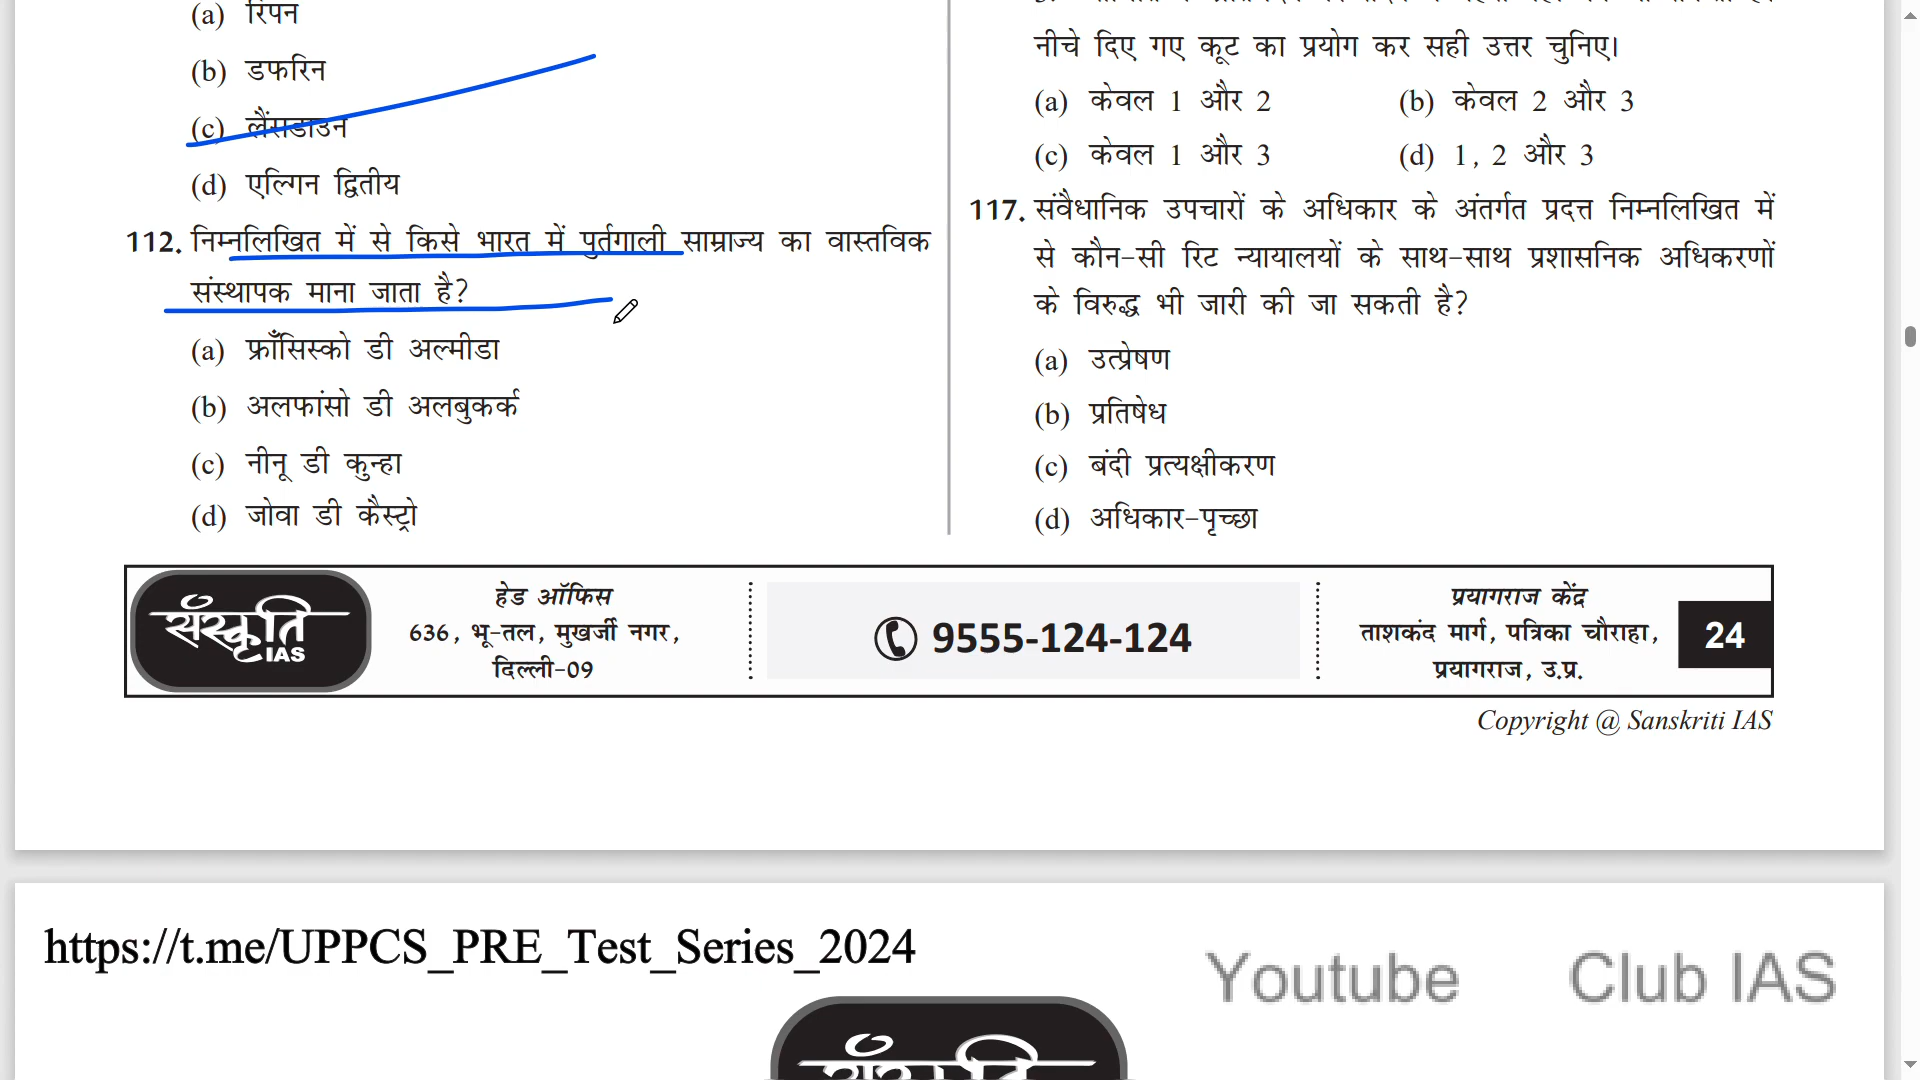 (a) रिपन
(b) डफरिन
(c) लैंसडाउन
(d) एल्गिन द्वितीय
112. निम्नलिखित में से किसे भारत में पुर्तगाली साम्राज्य का वास्तविक
संस्थापक माना जाता है?
(a) फ्राँसिस्को डी अल्मीडा
(b) अलफांसो डी अलबुकर्क
(c) नीनू डी कुन्हा
(d) जोवा डी कैस्ट्रो
नीचे दिए गए कूट का प्रयोग कर सही उत्तर चुनिए।
(a) केवल 1 और 2 (b) केवल 2 और 3
(c) केवल 1 और 3 (d) 1, 2 और 3
117. संवैधानिक उपचारों के अधिकार के अंतर्गत प्रदत्त निम्नलिखित में
से कौन-सी रिट न्यायालयों के साथ-साथ प्रशासनिक अधिकरणों
के विरुद्ध भी जारी की जा सकती है?
(a) उत्प्रेषण
(b) प्रतिषेध
(c) बंदी प्रत्यक्षीकरण
(d) अधिकार-पृच्छा
संस्कृति
IAS
हेड ऑफिस
636, भू-तल, मुखर्जी नगर,
दिल्ली-09
9555-124-124
प्रयागराज केंद्र
ताशकंद मार्ग, पत्रिका चौराहा,
प्रयागराज, उ.प्र.
24
Copyright @ Sanskriti IAS
https://t.me/UPPCS_PRE_Test_Series_2024
Youtube Club IAS